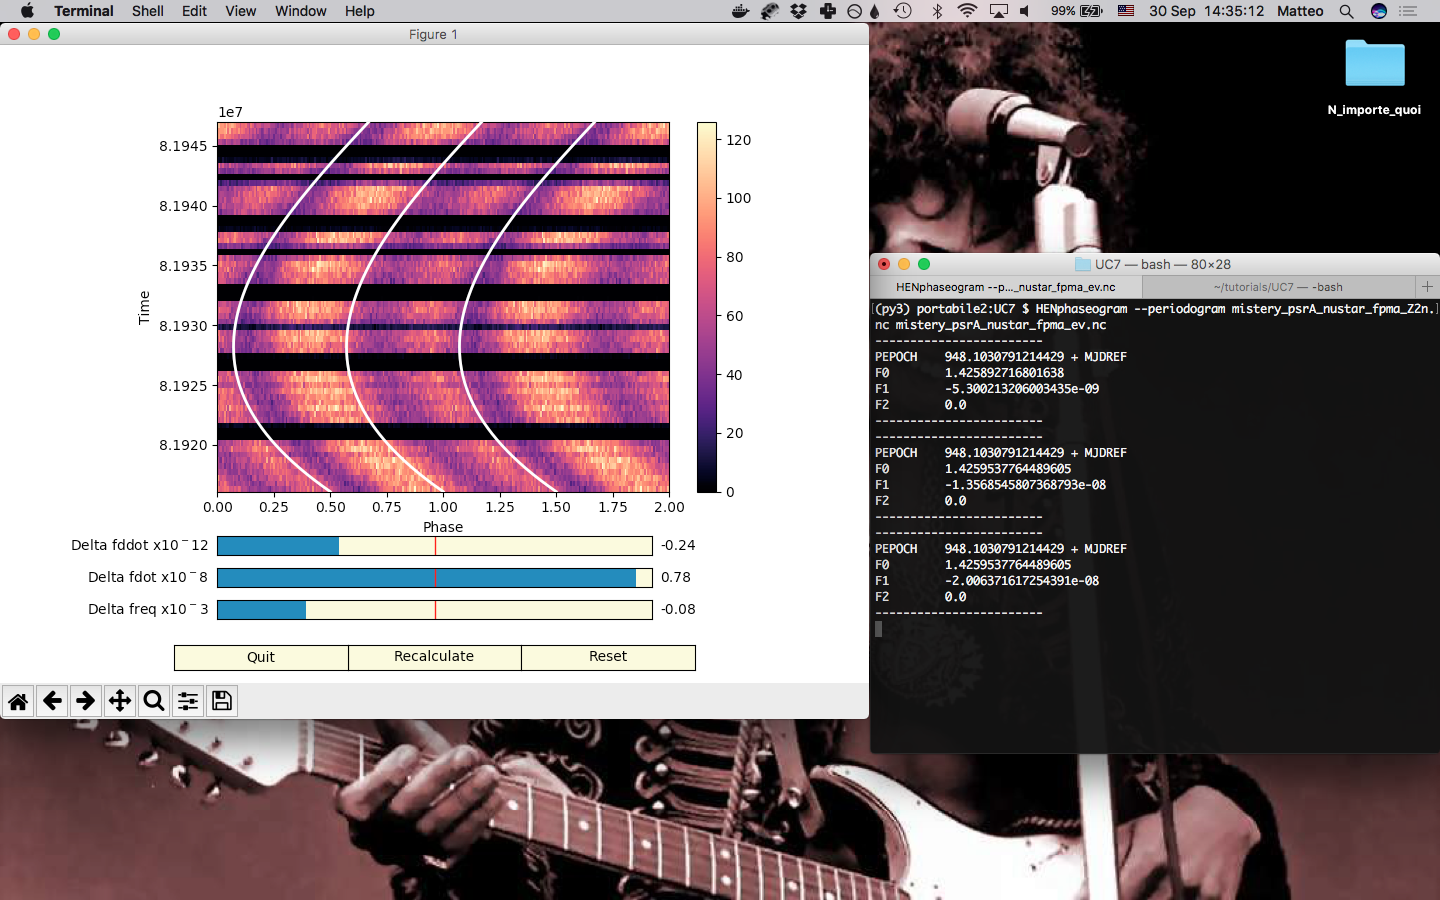 Terminal Shell Edit View Window Help 99% 30 Sep 14:35:12 Matteo
Figure 1
N_importe_quoi
1e7
8.1945
8.1940
8.1935
8.1930
8.1925
8.1920
Time
0.00 0.25 0.50 0.75 1.00 1.25 1.50 1.75 2.00
Phase
120
100
80
60
40
20
0
Delta fddot x10^-12 -0.24
Delta fdot x10^-8 0.78
Delta freq x10^-3 -0.08
Quit Recalculate Reset
UC7 — bash — 80×28
HENphaseogram --p..._nustar_fpma_ev.nc ~/tutorials/UC7 — -bash
[(py3) portabile2:UC7 $ HENphaseogram --periodogram mistery_psrA_nustar_fpma_Z2n.]
nc mistery_psrA_nustar_fpma_ev.nc
------------------------
PEPOCH 948.1030791214429 + MJDREF
F0 1.425892716801638
F1 -5.300213206003435e-09
F2 0.0
------------------------
------------------------
PEPOCH 948.1030791214429 + MJDREF
F0 1.4259537764489605
F1 -1.3568545807368793e-08
F2 0.0
------------------------
------------------------
PEPOCH 948.1030791214429 + MJDREF
F0 1.4259537764489605
F1 -2.006371617254391e-08
F2 0.0
------------------------